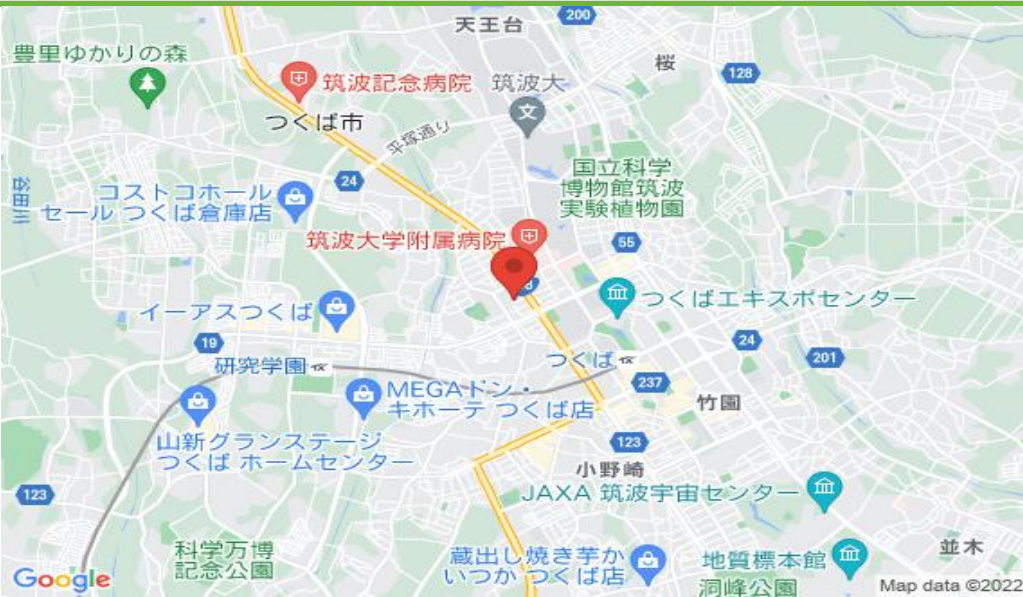 天王台
200
豊里ゆかりの森
桜
128
筑波記念病院
筑波大
つくば市
平塚通り
国立科学
博物館筑波
実験植物園
24
谷田川
コストコホール
セール つくば倉庫店
筑波大学附属病院
55
つくばエキスポセンター
イーアスつくば
19
研究学園
つくば
24
201
237
MEGAドン・
キホーテ つくば店
竹園
山新グランステージ
つくば ホームセンター
123
小野崎
123
JAXA 筑波宇宙センター
科学万博
記念公園
蔵出し焼き芋か
いつか つくば店
地質標本館
並木
洞峰公園
Google
Map data ©2022